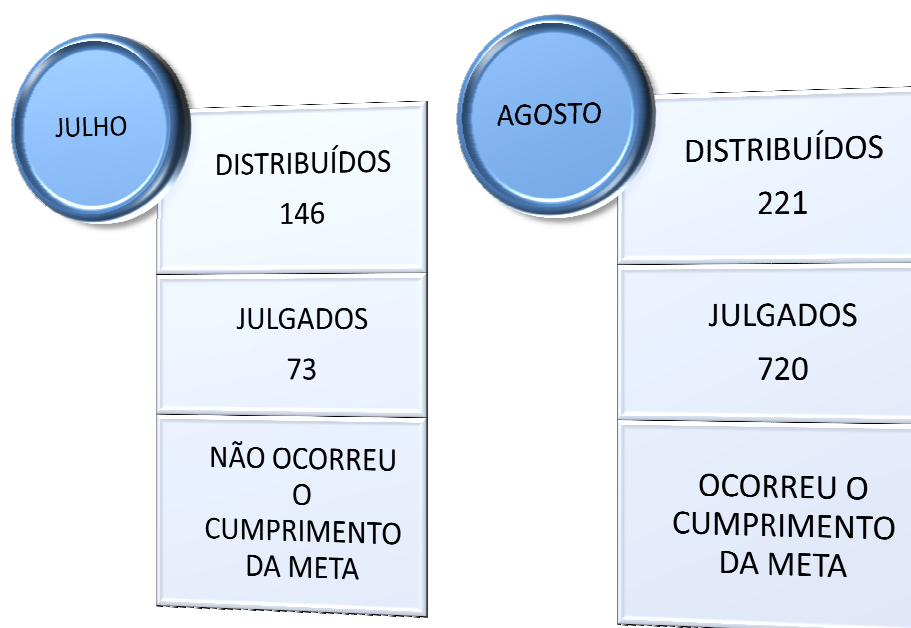 JULHO
DISTRIBUÍDOS
146
JULGADOS
73
NÃO OCORREU
O
CUMPRIMENTO
DA META
AGOSTO
DISTRIBUÍDOS
221
JULGADOS
720
OCORREU O
CUMPRIMENTO
DA META